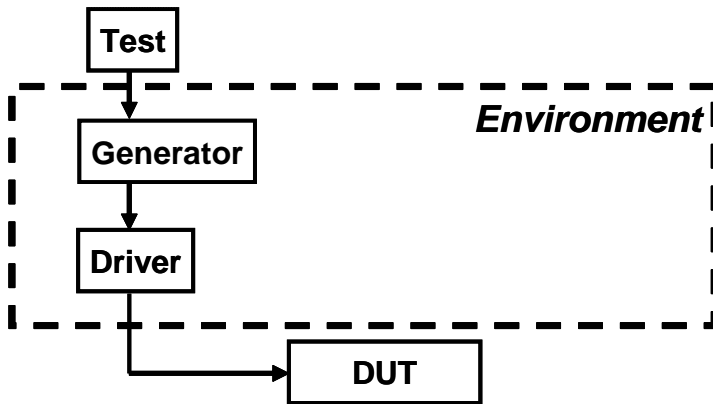 Test
Environment
Generator
Driver
DUT